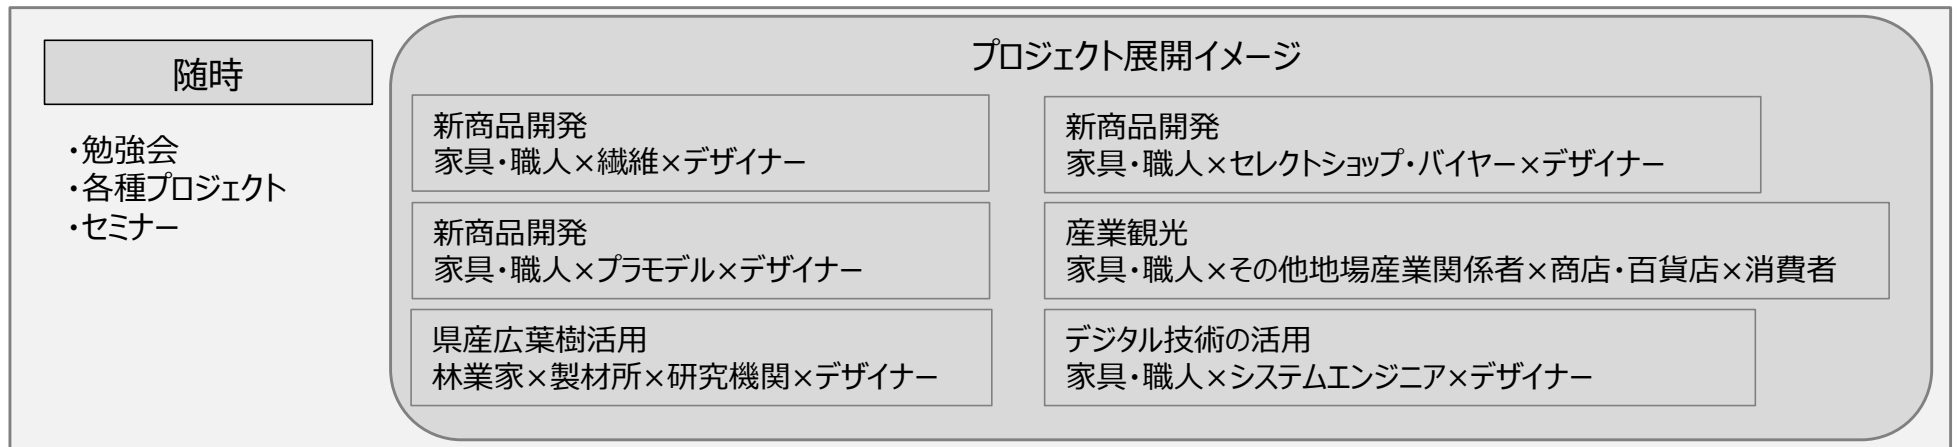 随時
・勉強会
・各種プロジェクト
・セミナー
プロジェクト展開イメージ
新商品開発
家具・職人×繊維×デザイナー
新商品開発
家具・職人×セレクトショップ・バイヤー×デザイナー
新商品開発
家具・職人×プラモデル×デザイナー
産業観光
家具・職人×その他地場産業関係者×商店・百貨店×消費者
県産広葉樹活用
林業家×製材所×研究機関×デザイナー
デジタル技術の活用
家具・職人×システムエンジニア×デザイナー